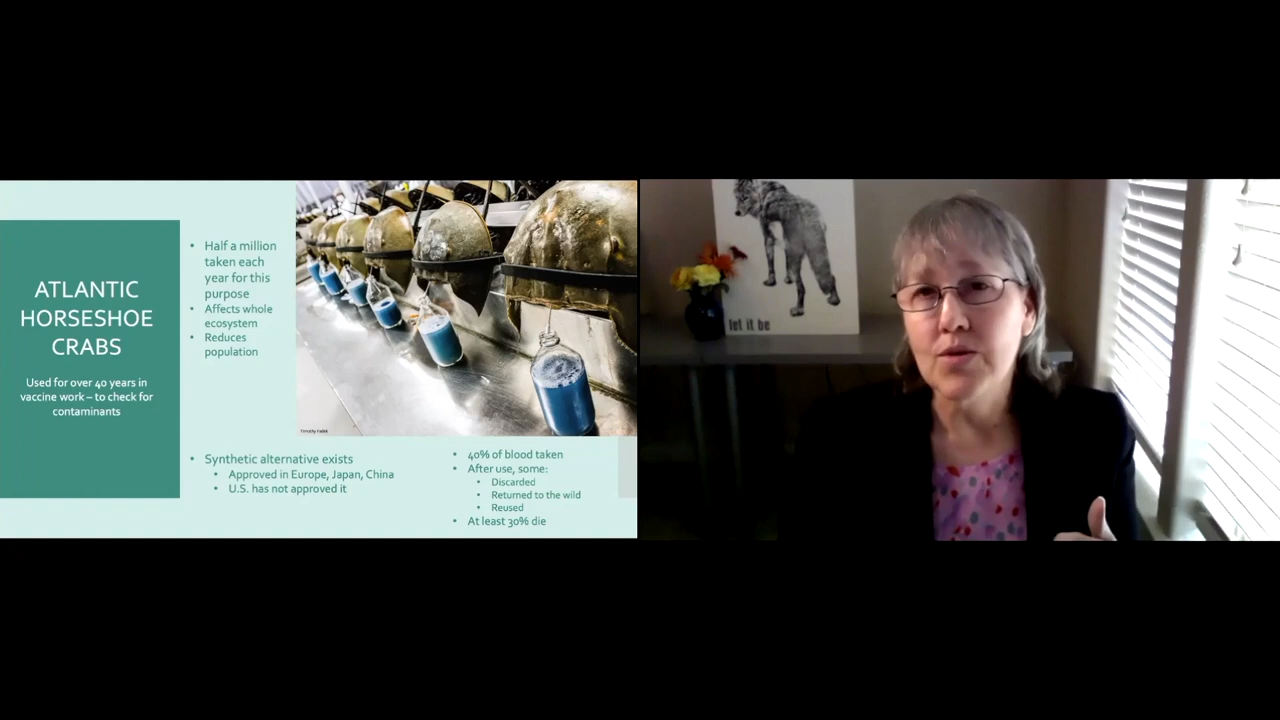 ATLANTIC
HORSESHOE
CRABS
Used for over 40 years in
vaccine work – to check for
contaminants
• Half a million
taken each
year for this
purpose
• Affects whole
ecosystem
• Reduces
population
Timothy Fadek
• Synthetic alternative exists
• Approved in Europe, Japan, China
• U.S. has not approved it
• 40% of blood taken
• After use, some:
• Discarded
• Returned to the wild
• Reused
• At least 30% die
let it be